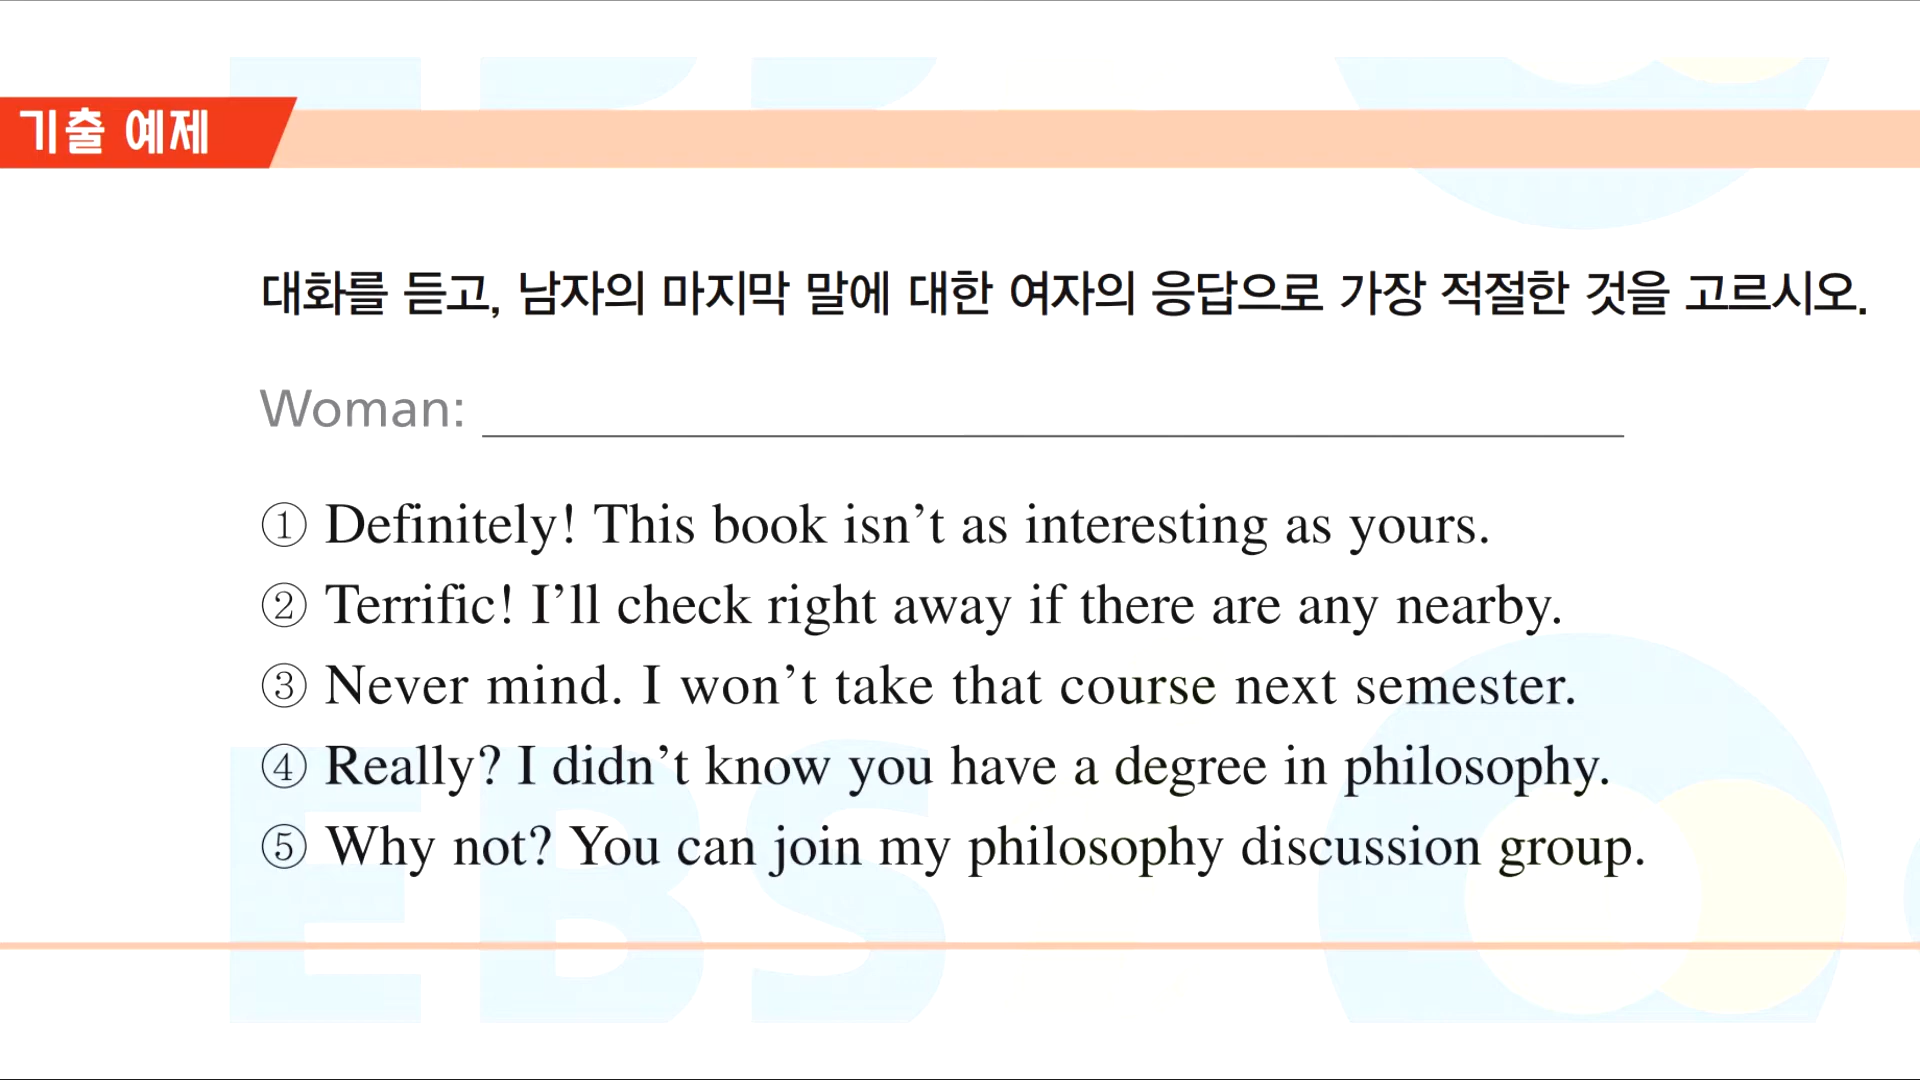 기출 예제
대화를 듣고, 남자의 마지막 말에 대한 여자의 응답으로 가장 적절한 것을 고르시오.
Woman:
① Definitely! This book isn’t as interesting as yours.
② Terrific! I’ll check right away if there are any nearby.
③ Never mind. I won’t take that course next semester.
④ Really? I didn’t know you have a degree in philosophy.
⑤ Why not? You can join my philosophy discussion group.
EBS